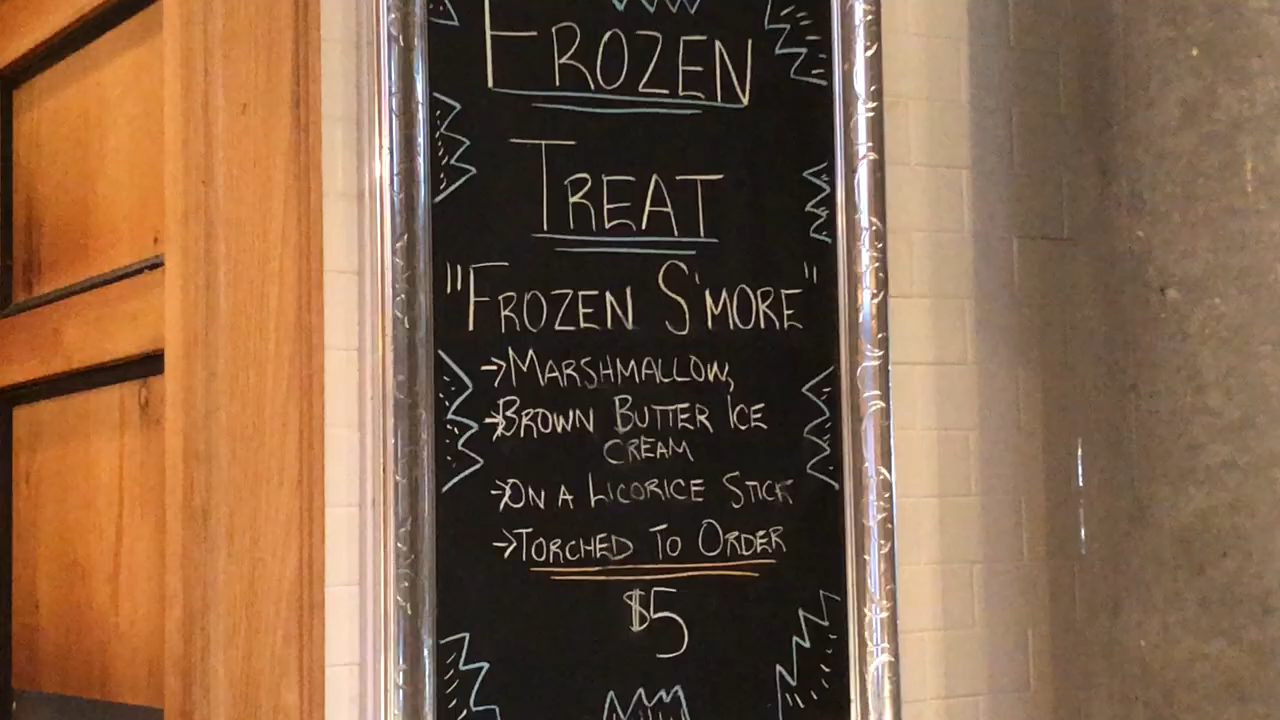 FROZEN
TREAT
"FROZEN S'MORE"
→MARSHMALLOW,
→BROWN BUTTER ICE
CREAM
→ON A LICORICE STICK
→TORCHED TO ORDER
$5